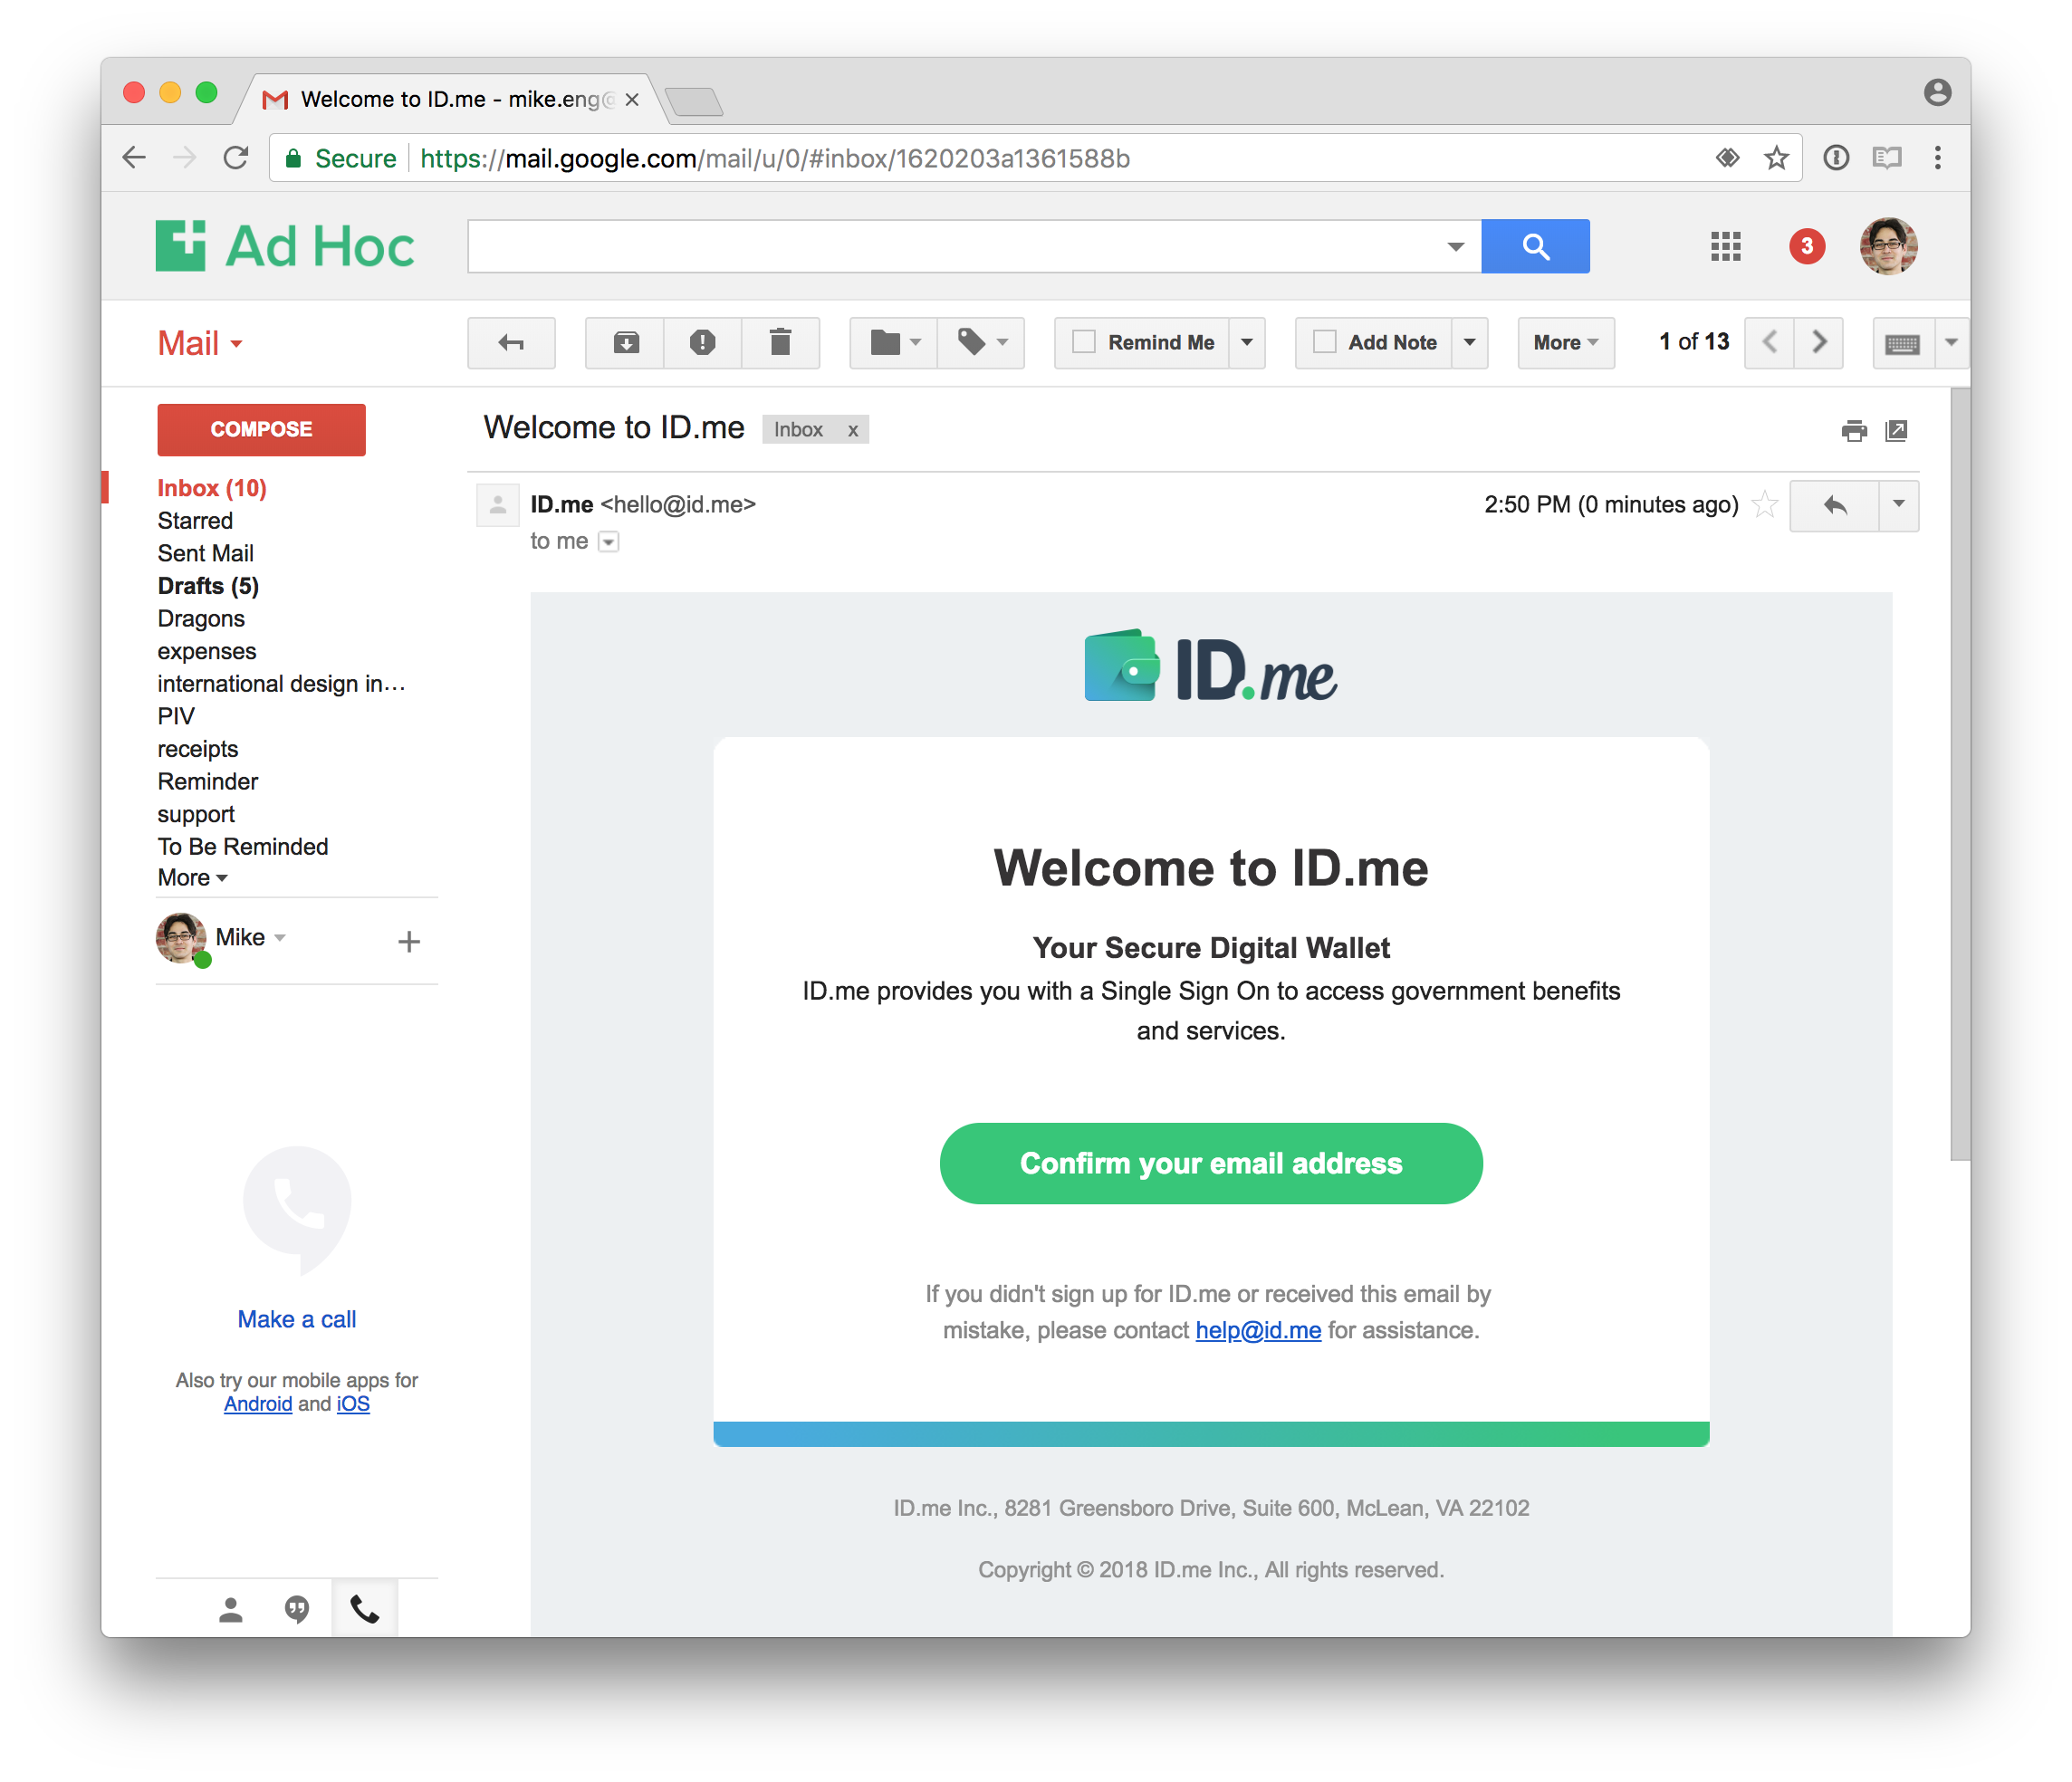 Welcome to ID.me - mike.eng@
Secure https://mail.google.com/mail/u/0/#inbox/1620203a1361588b
Ad Hoc
3
Mail
Remind Me
Add Note
More
1 of 13
COMPOSE
Welcome to ID.me
Inbox x
Inbox (10)
Starred
Sent Mail
Drafts (5)
Dragons
expenses
international design in...
PIV
receipts
Reminder
support
To Be Reminded
More
Mike
Make a call
Also try our mobile apps for
Android and iOS
ID.me <hello@id.me>
2:50 PM (0 minutes ago)
to me
ID.me
Welcome to ID.me
Your Secure Digital Wallet
ID.me provides you with a Single Sign On to access government benefits
and services.
Confirm your email address
If you didn't sign up for ID.me or received this email by
mistake, please contact help@id.me for assistance.
ID.me Inc., 8281 Greensboro Drive, Suite 600, McLean, VA 22102
Copyright © 2018 ID.me Inc., All rights reserved.